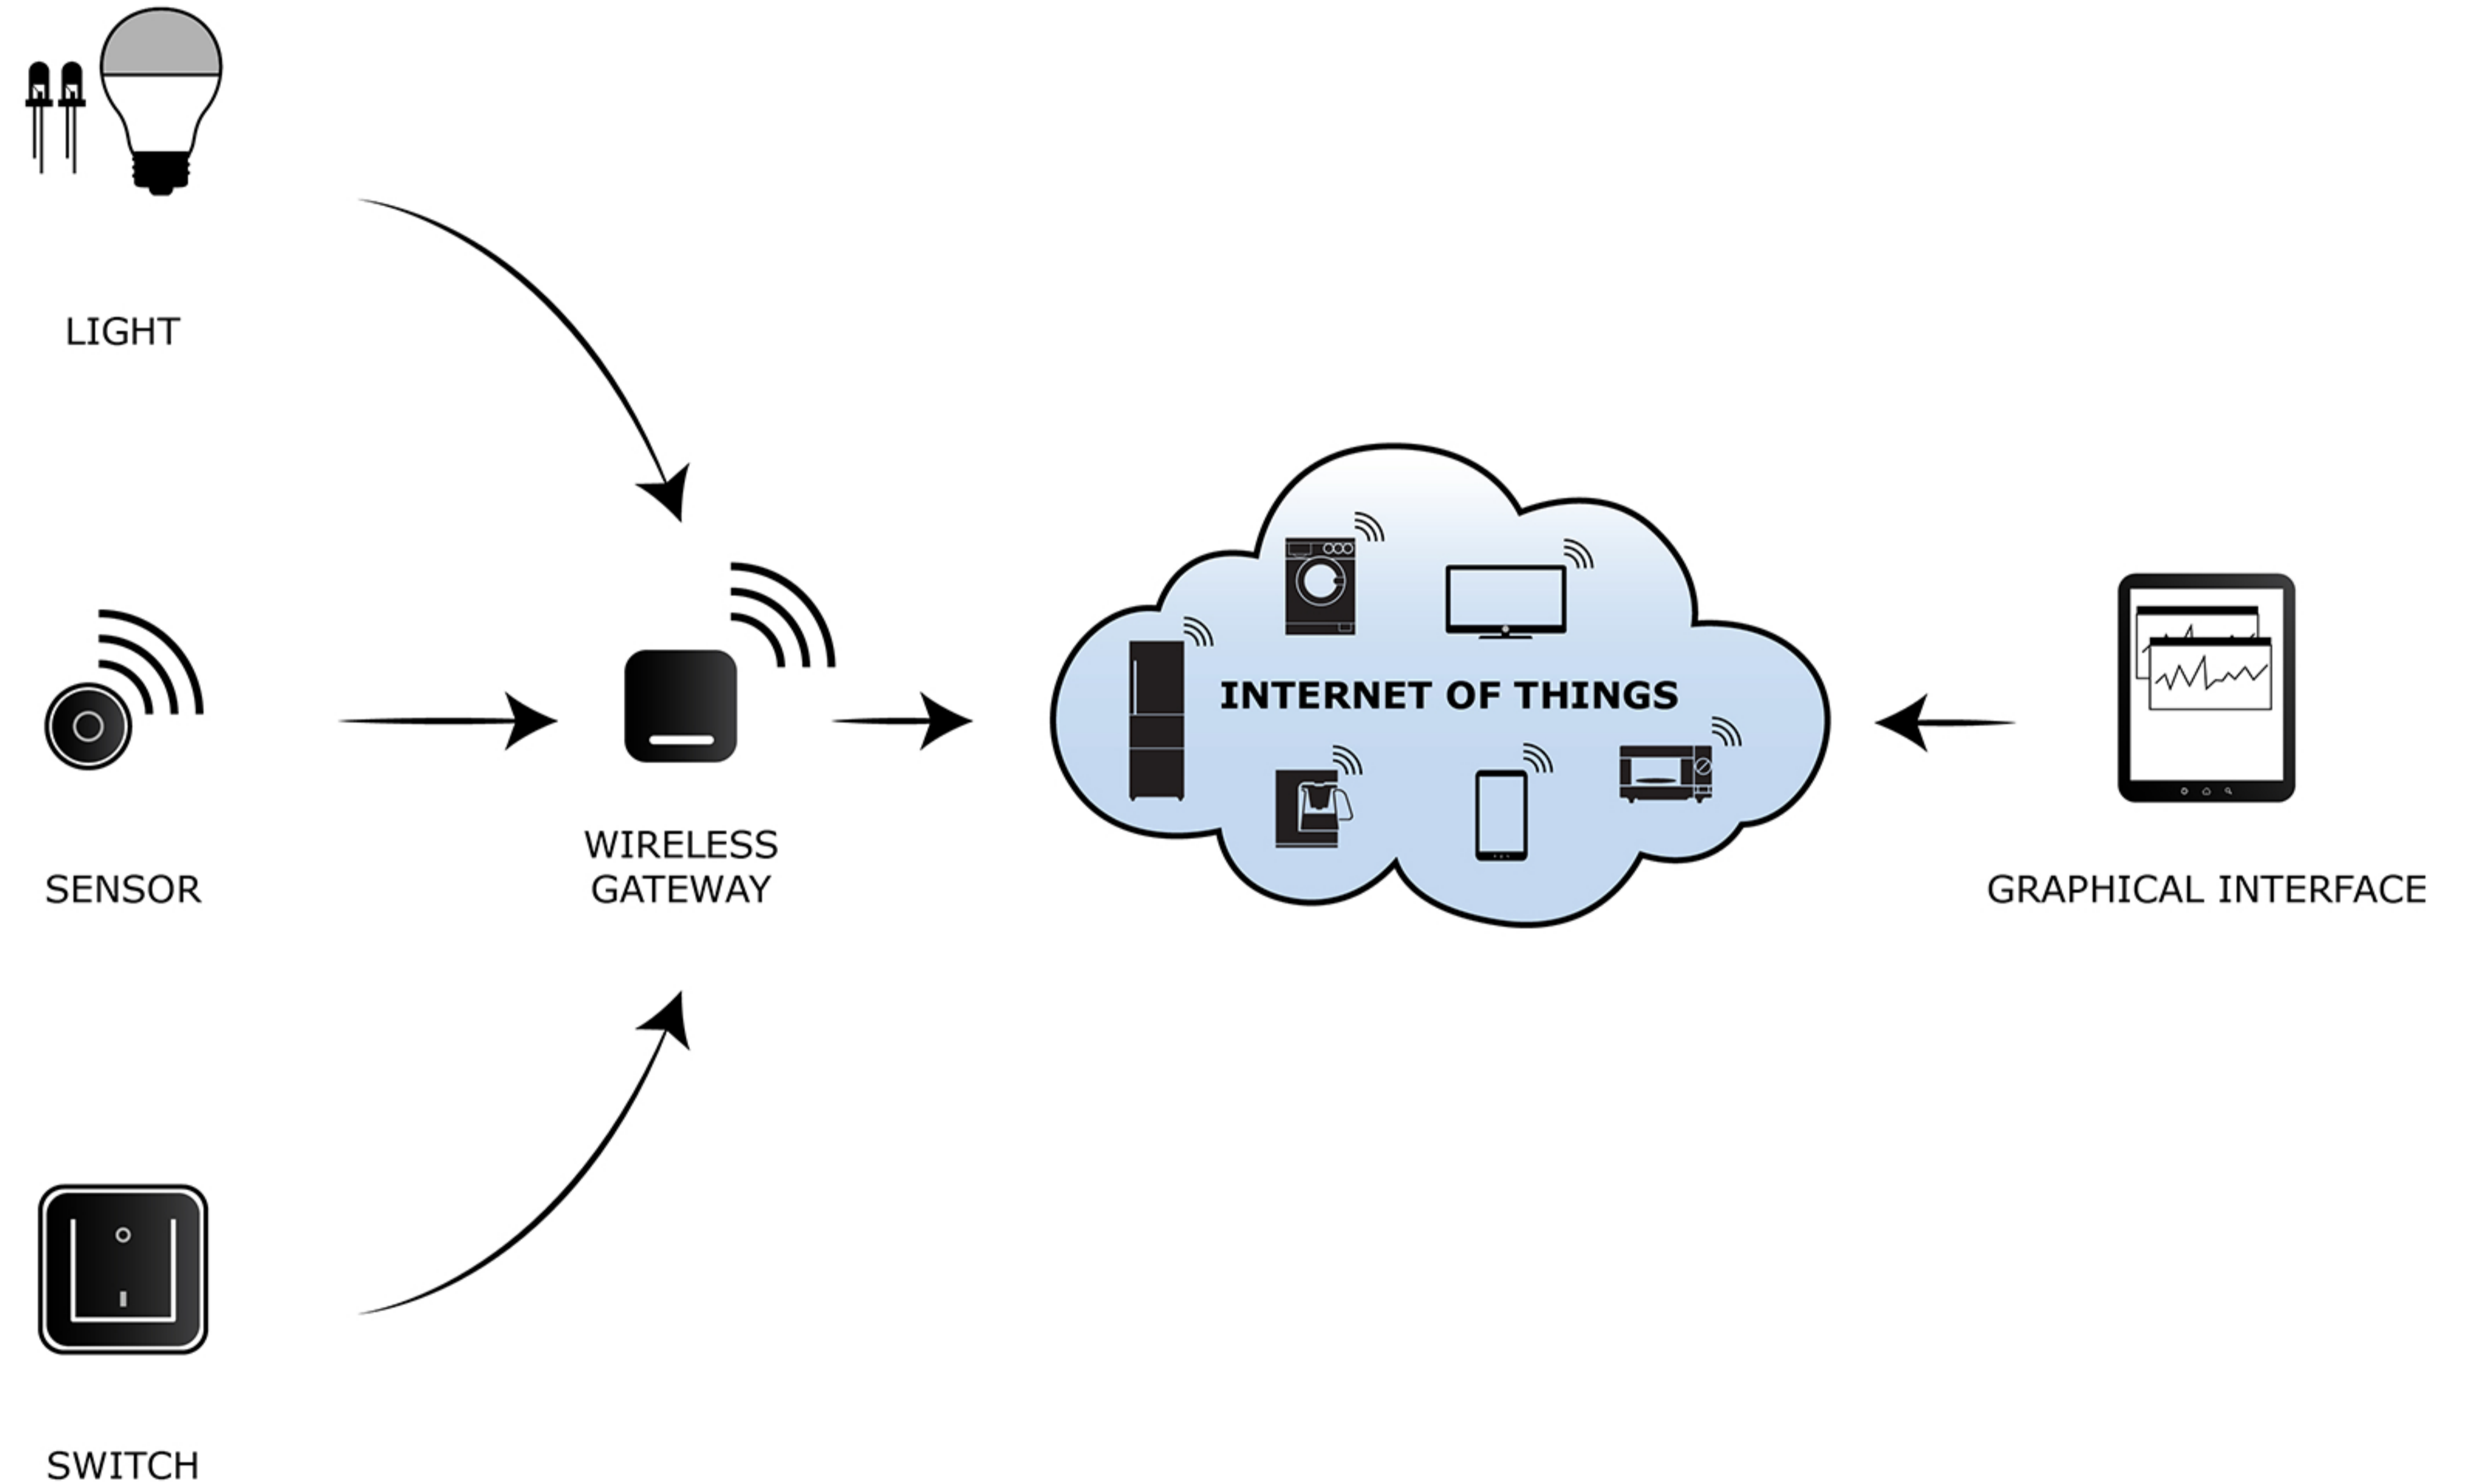 LIGHT
SENSOR
WIRELESS
GATEWAY
INTERNET OF THINGS
GRAPHICAL INTERFACE
SWITCH